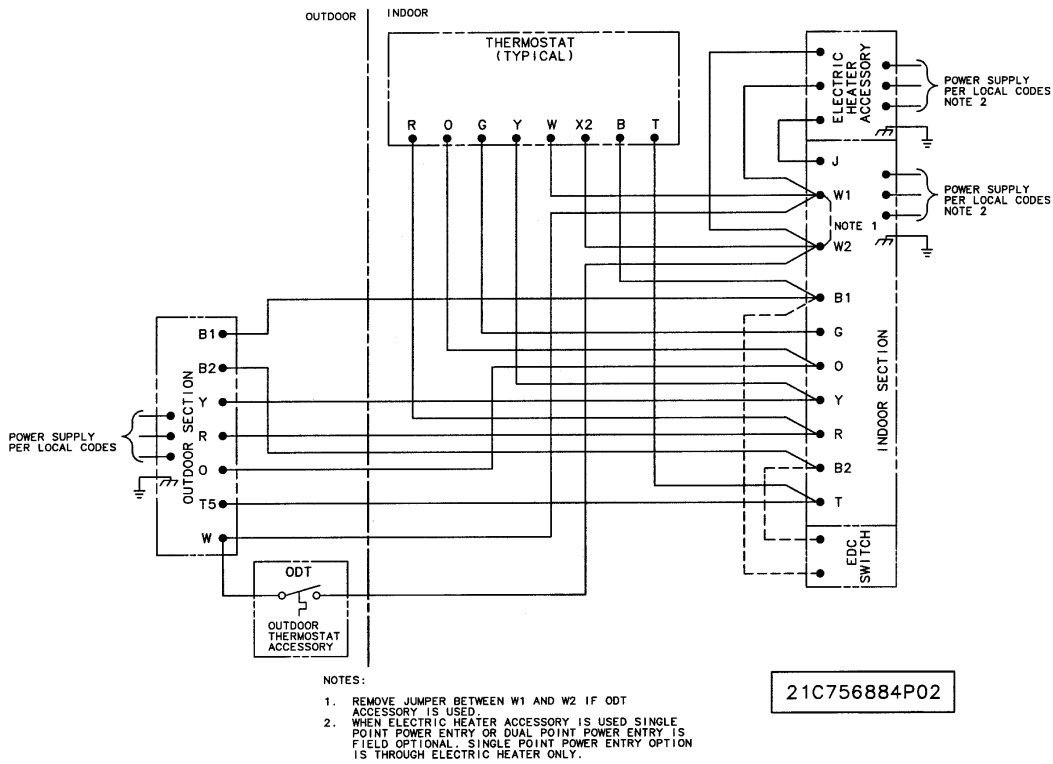 OUTDOOR
INDOOR
THERMOSTAT
(TYPICAL)
R O G Y W X2 B T
ELECTRIC
HEATER
ACCESSORY
POWER SUPPLY
PER LOCAL CODES
NOTE 2
J
W1
NOTE 1
W2
POWER SUPPLY
PER LOCAL CODES
NOTE 2
B1
G
O
Y
R
B2
T
INDOOR SECTION
EDC
SWITCH
B1
B2
Y
R
O
T5
W
OUTDOOR SECTION
POWER SUPPLY
PER LOCAL CODES
ODT
OUTDOOR
THERMOSTAT
ACCESSORY
NOTES:
1. REMOVE JUMPER BETWEEN W1 AND W2 IF ODT
ACCESSORY IS USED.
2. WHEN ELECTRIC HEATER ACCESSORY IS USED SINGLE
POINT POWER ENTRY OR DUAL POINT POWER ENTRY IS
FIELD OPTIONAL. SINGLE POINT POWER ENTRY OPTION
IS THROUGH ELECTRIC HEATER ONLY.
21C756884P02